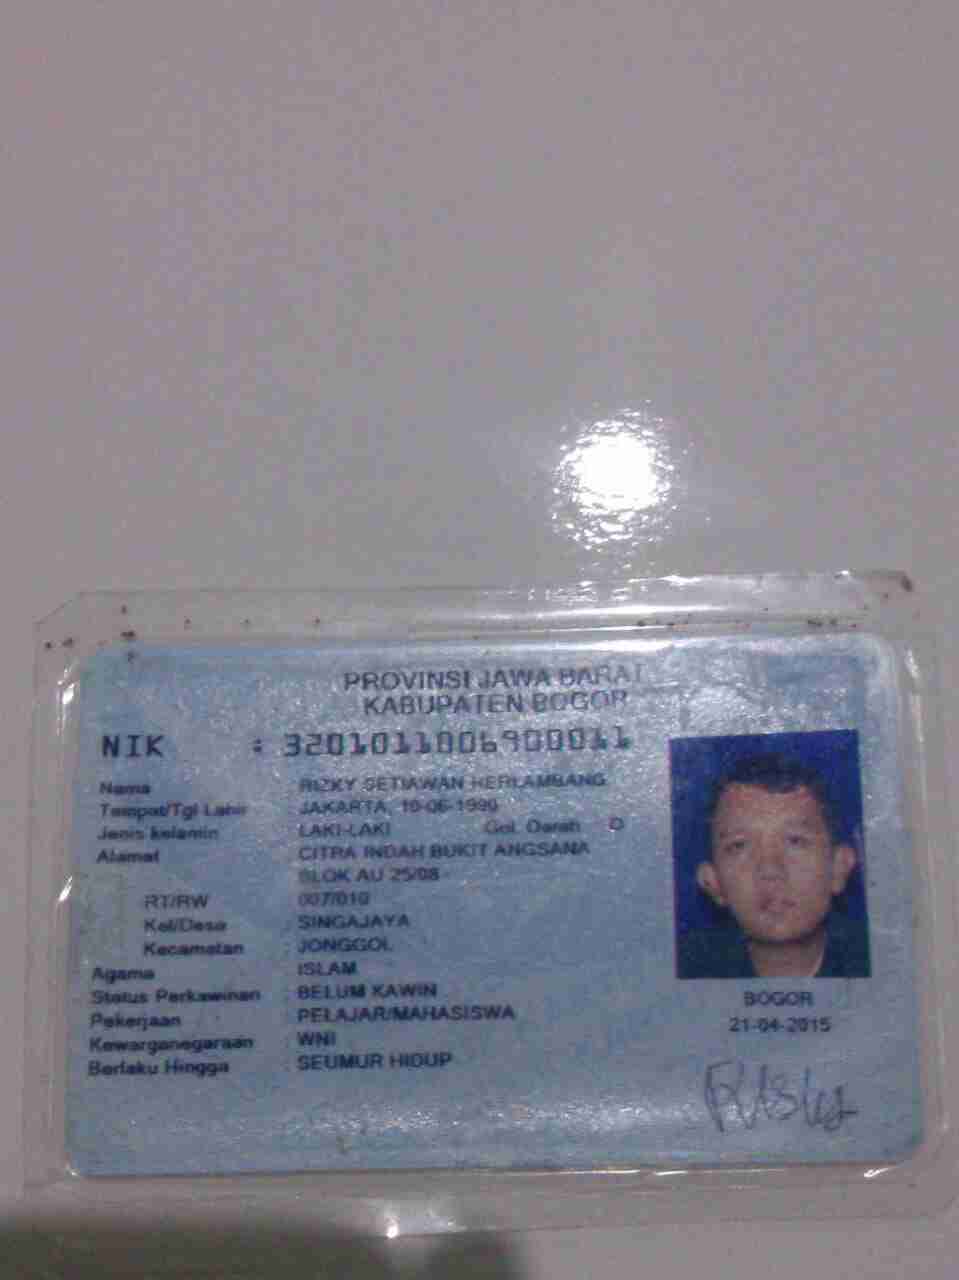 PROVINSI JAWA BARAT
KABUPATEN BOGOR
NIK : 3201011006900011
Nama : RIZKY SETIAWAN HERLAMBANG
Tempat/Tgl Lahir : JAKARTA, 10-06-1990
Jenis kelamin : LAKI-LAKI Gol. Darah : O
Alamat : CITRA INDAH BUKIT ANGSANA
BLOK AU 25/08
RT/RW : 007/010
Kel/Desa : SINGAJAYA
Kecamatan : JONGGOL
Agama : ISLAM
Status Perkawinan : BELUM KAWIN
Pekerjaan : PELAJAR/MAHASISWA
Kewarganegaraan : WNI
Berlaku Hingga : SEUMUR HIDUP
BOGOR
21-04-2015